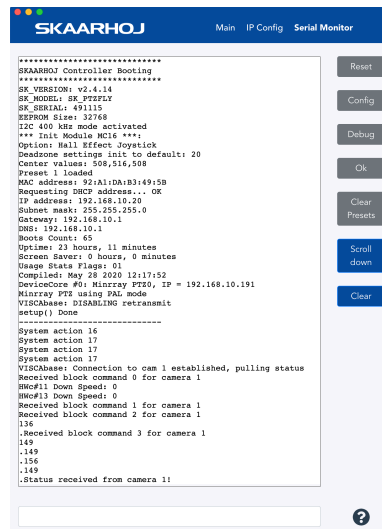 SKAARHOJ
Main IP Config Serial Monitor
****************************
SKAARHOJ Controller Booting
****************************
SK_VERSION: v2.4.14
SK_MODEL: SK_PTZFLY
SK_SERIAL: 491115
EEPROM Size: 32768
I2C 400 kHz mode activated
*** Init Module MC16 ***:
Option: Hall Effect Joystick
Deadzone settings init to default: 20
Center values: 508,516,508
Preset 1 loaded
MAC address: 92:A1:DA:B3:49:5B
Requesting DHCP address... OK
IP address: 192.168.10.20
Subnet mask: 255.255.255.0
Gateway: 192.168.10.1
DNS: 192.168.10.1
Boots Count: 65
Uptime: 23 hours, 11 minutes
Screen Saver: 0 hours, 0 minutes
Usage Stats Flags: 01
Compiled: May 28 2020 12:17:52
DeviceCore #0: Minrray PTZ0, IP = 192.168.10.191
Minrray PTZ using PAL mode
VISCAbase: DISABLING retransmit
setup() Done
----------------------------
System action 16
System action 17
System action 17
System action 17
VISCAbase: Connection to cam 1 established, pulling status
Received block command 0 for camera 1
HWc#11 Down Speed: 0
HWc#13 Down Speed: 0
Received block command 1 for camera 1
Received block command 2 for camera 1
136
.Received block command 3 for camera 1
149
.149
.156
.149
.Status received from camera 1!
Reset
Config
Debug
Ok
Clear
Presets
Scroll
down
Clear
?